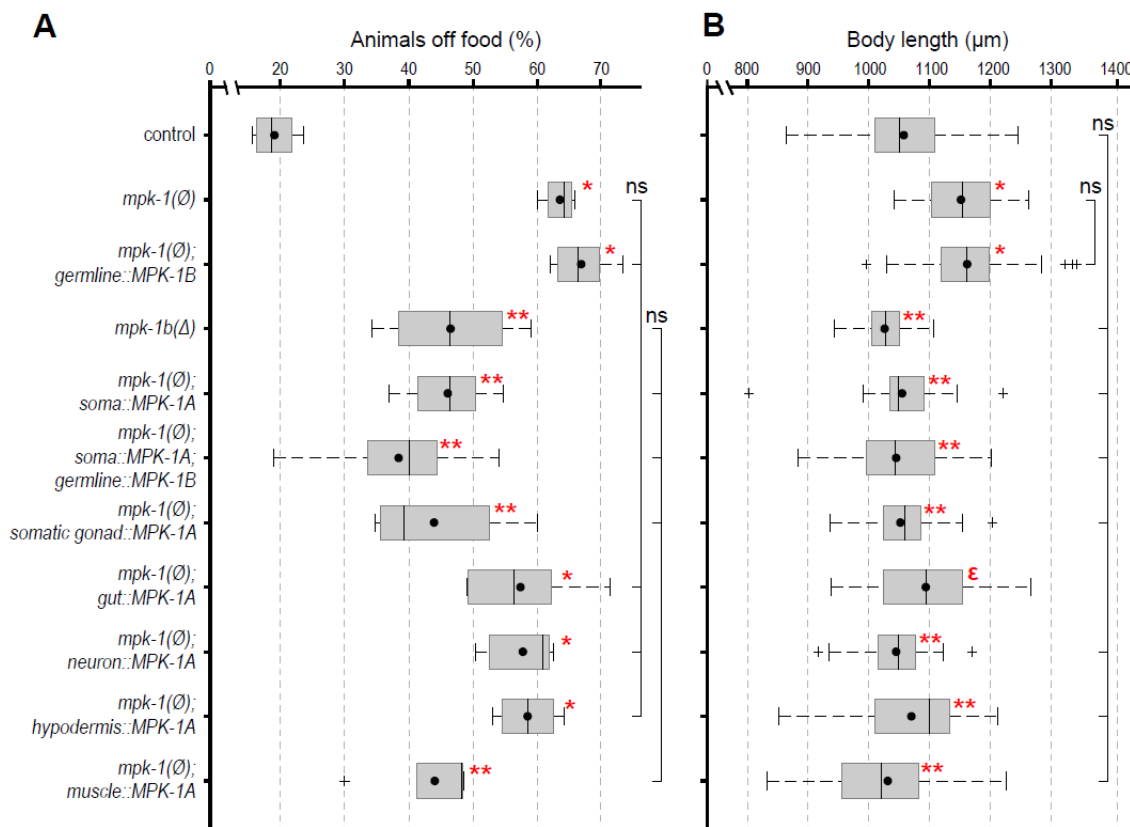 A
Animals off food (%)
0 20 30 40 50 60 70
B
Body length (µm)
0 800 900 1000 1100 1200 1300 1400
control
ns
mpk-1(Ø)
*
ns
*
ns
mpk-1(Ø);
germline::MPK-1B
*
*
mpk-1b(Δ)
**
ns
**
mpk-1(Ø);
soma::MPK-1A
**
**
mpk-1(Ø);
soma::MPK-1A;
germline::MPK-1B
**
**
mpk-1(Ø);
somatic gonad::MPK-1A
**
**
mpk-1(Ø);
gut::MPK-1A
*
ε
mpk-1(Ø);
neuron::MPK-1A
*
**
mpk-1(Ø);
hypodermis::MPK-1A
*
**
mpk-1(Ø);
muscle::MPK-1A
**
**